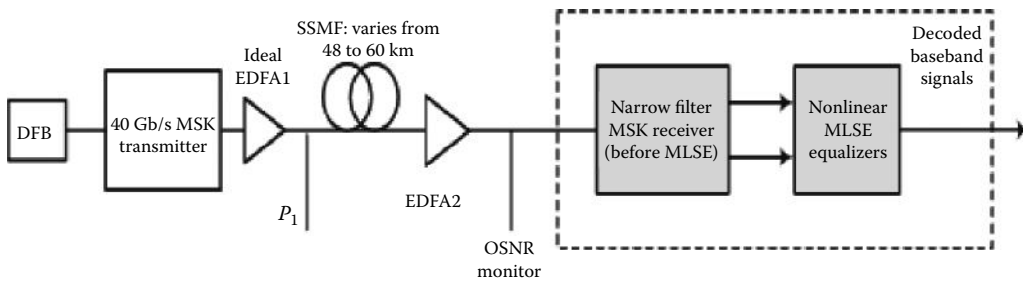 DFB
40 Gb/s MSK
transmitter
Ideal
EDFA1
P1
SSMF: varies from
48 to 60 km
EDFA2
OSNR
monitor
Narrow filter
MSK receiver
(before MLSE)
Nonlinear
MLSE
equalizers
Decoded
baseband
signals